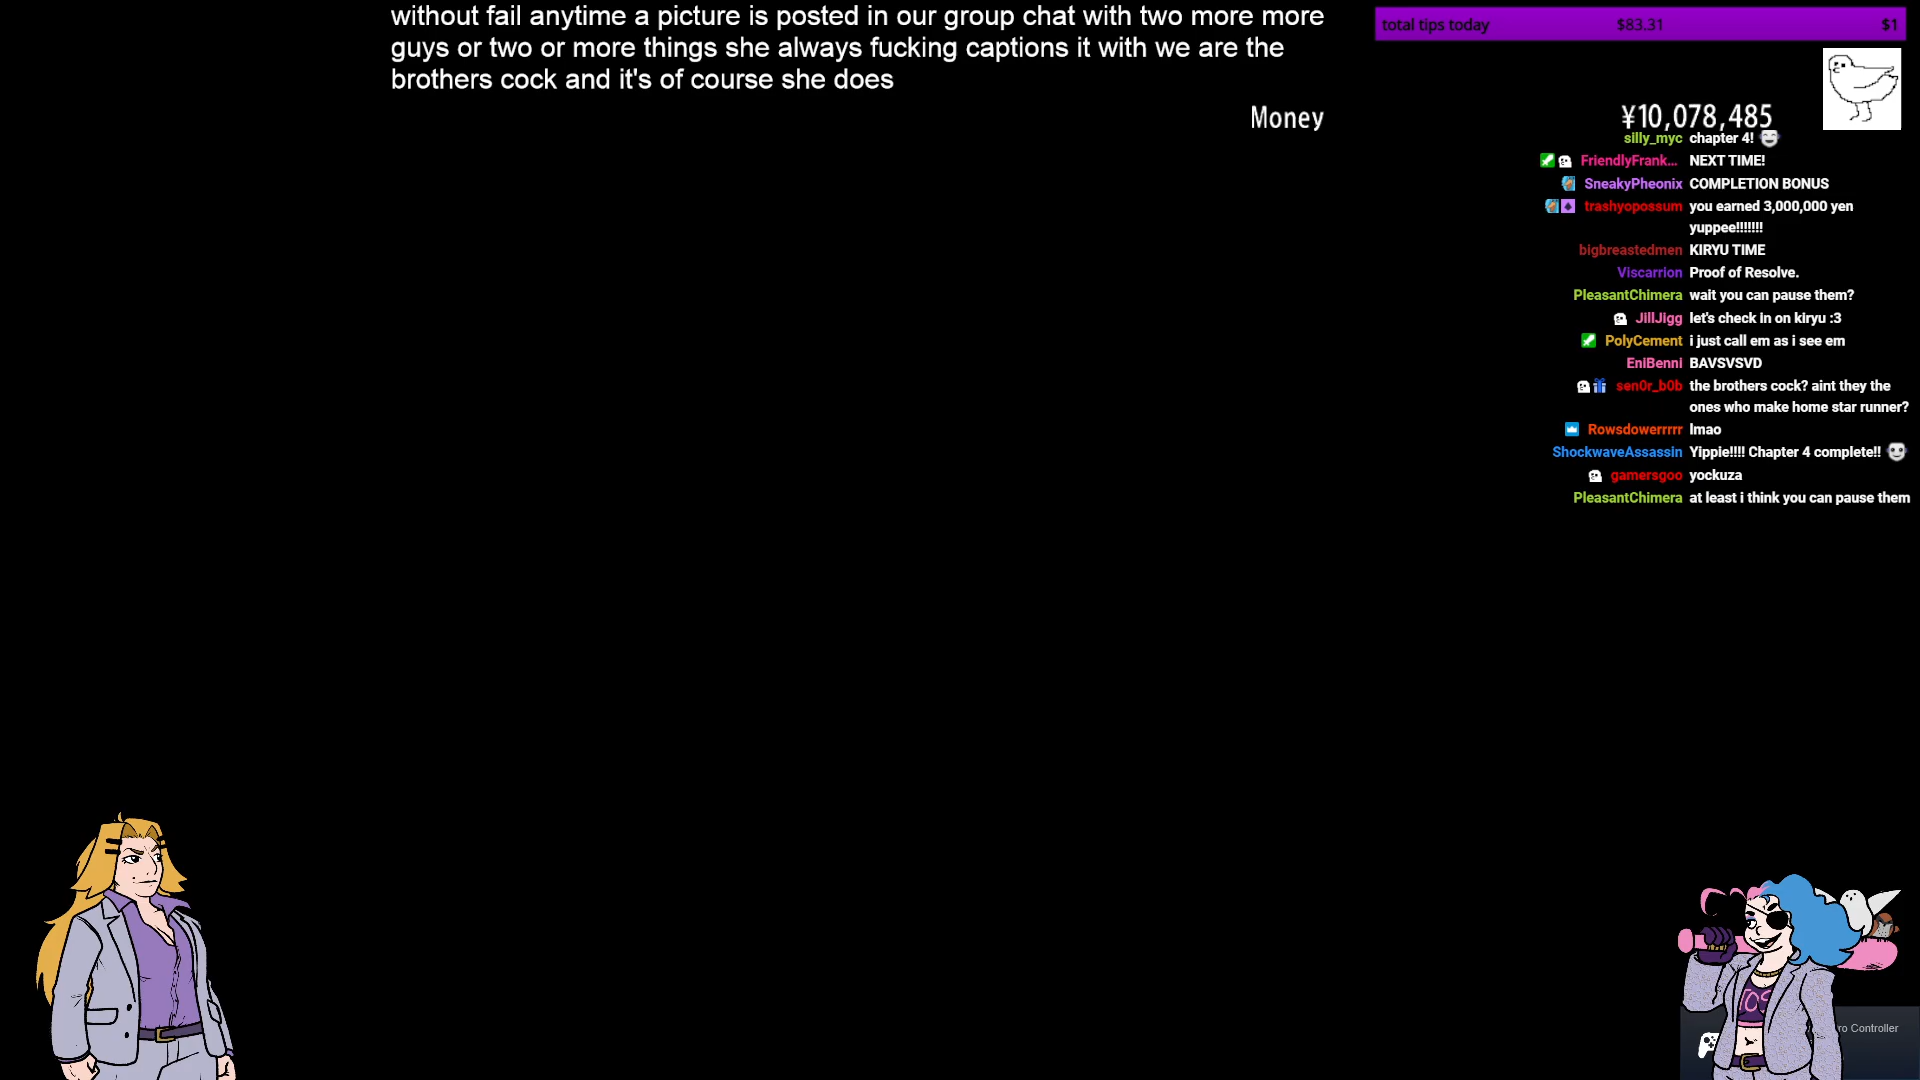 without fail anytime a picture is posted in our group chat with two more more
guys or two or more things she always fucking captions it with we are the
brothers cock and it's of course she does
total tips today $83.31 $1
Money ¥10,078,485
silly_myc chapter 4!
FriendlyFrank... NEXT TIME!
SneakyPheonix COMPLETION BONUS
trashyopossum you earned 3,000,000 yen
yuppee!!!!!!!
bigbreastedmen KIRYU TIME
Viscarrion Proof of Resolve.
PleasantChimera wait you can pause them?
JillJigg let's check in on kiryu :3
PolyCement i just call em as i see em
EniBenni BAVSVSVD
sen0r_b0b the brothers cock? aint they the
ones who make home star runner?
Rowsdowerrrrr lmao
ShockwaveAssassin Yippie!!!! Chapter 4 complete!!
gamersgoo yockuza
PleasantChimera at least i think you can pause them
ro Controller